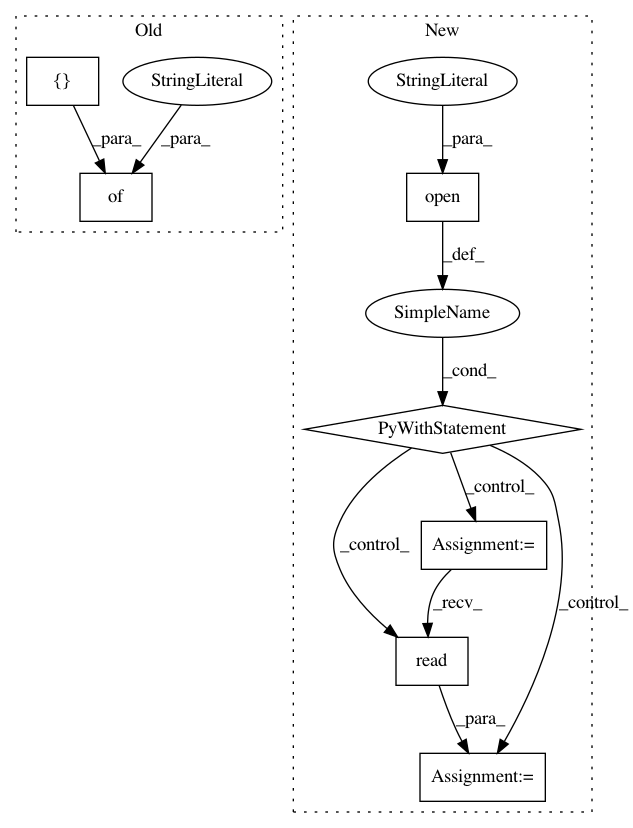 Old
New
{}
StringLiteral
StringLiteral
_para_
_para_
_para_
of
open
_def_
SimpleName
_cond_
PyWithStatement
_control_
_control_
Assignment:=
_recv_
_control_
read
_para_
Assignment:=